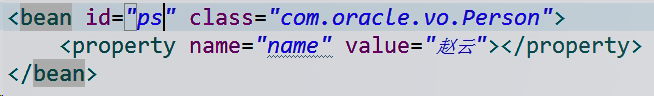 <bean id="ps" class="com.oracle.vo.Person">
<property name="name" value="赵云"></property>
</bean>